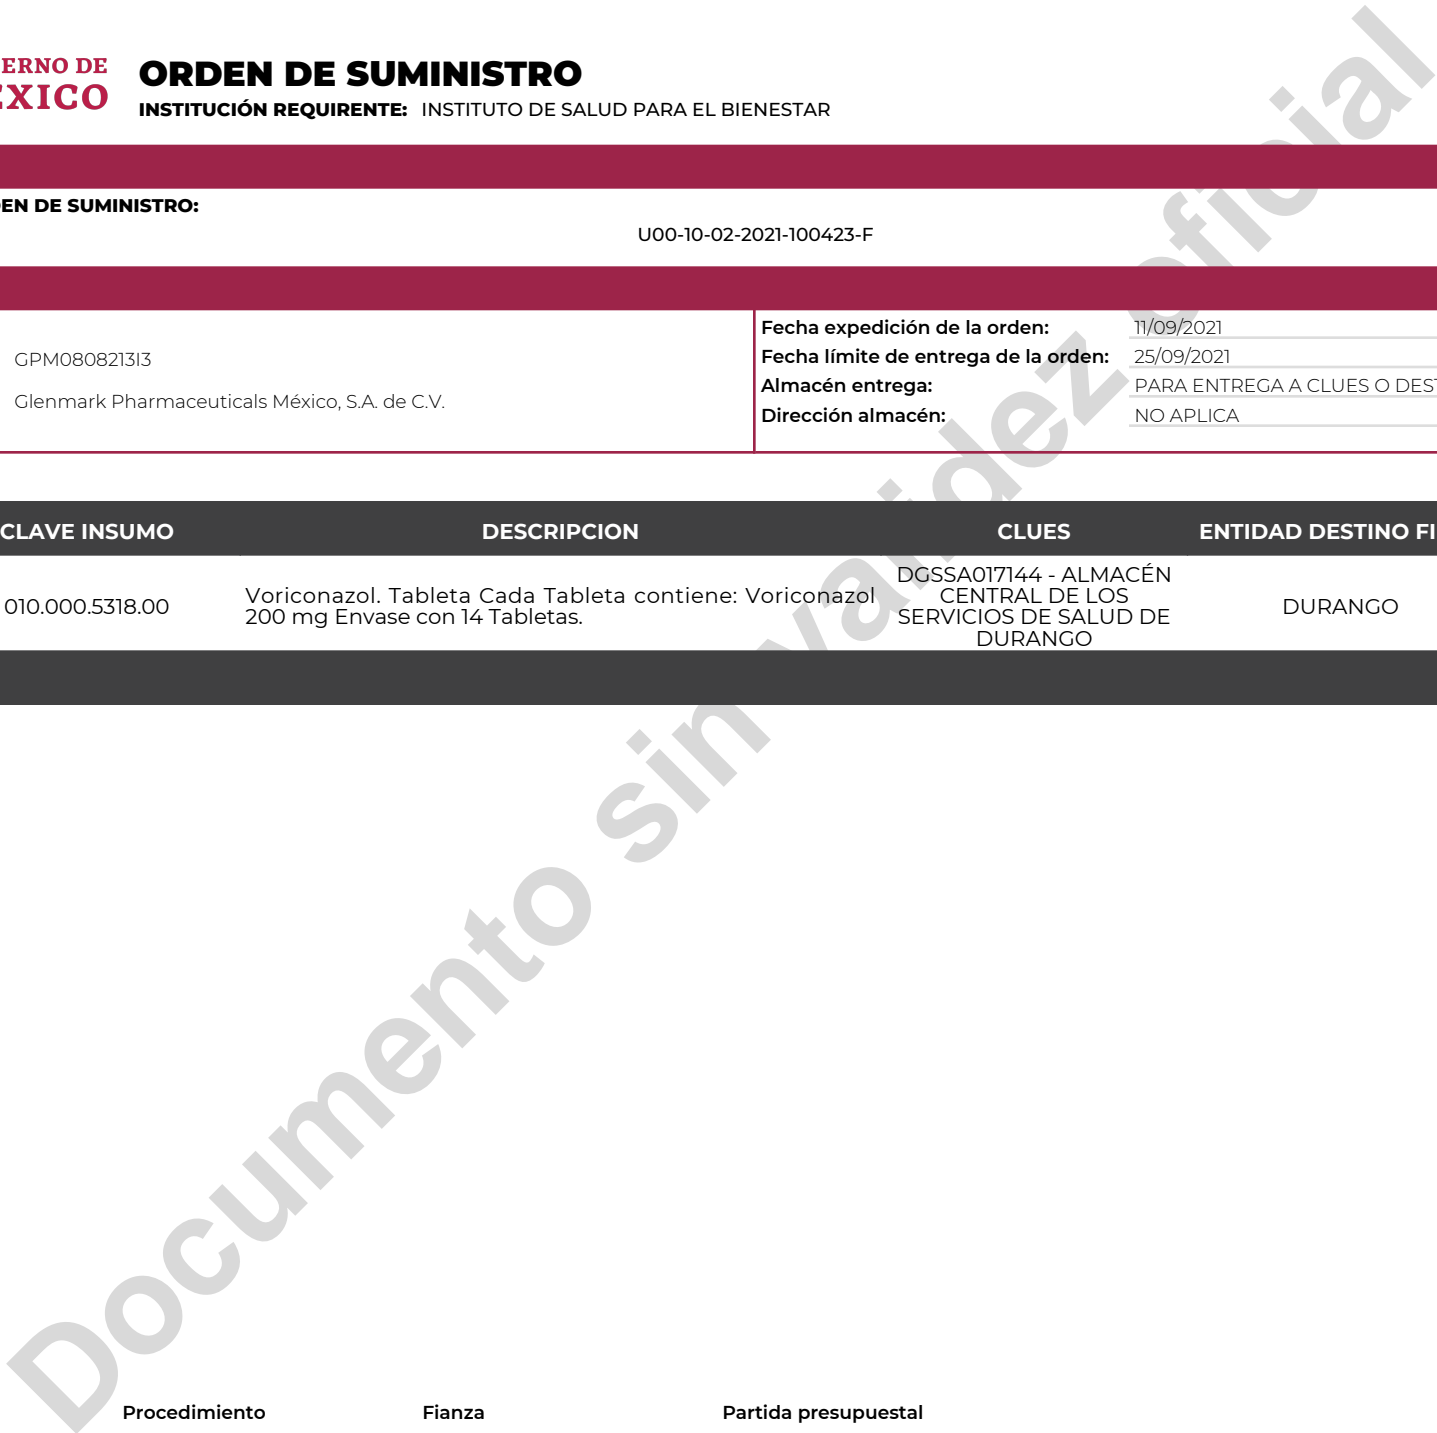 ERNO DE
ÉXICO
ORDEN DE SUMINISTRO
INSTITUCIÓN REQUIRENTE: INSTITUTO DE SALUD PARA EL BIENESTAR
EN DE SUMINISTRO:
U00-10-02-2021-100423-F
GPM0808213I3
Glenmark Pharmaceuticals México, S.A. de C.V.
Fecha expedición de la orden: 11/09/2021
Fecha límite de entrega de la orden: 25/09/2021
Almacén entrega: PARA ENTREGA A CLUES O DEST
Dirección almacén: NO APLICA
CLAVE INSUMO DESCRIPCION CLUES ENTIDAD DESTINO FI
010.000.5318.00
Voriconazol. Tableta Cada Tableta contiene: Voriconazol
200 mg Envase con 14 Tabletas.
DGSSA017144 - ALMACÉN
CENTRAL DE LOS
SERVICIOS DE SALUD DE
DURANGO
DURANGO
Documento sin validez oficial
Procedimiento Fianza Partida presupuestal